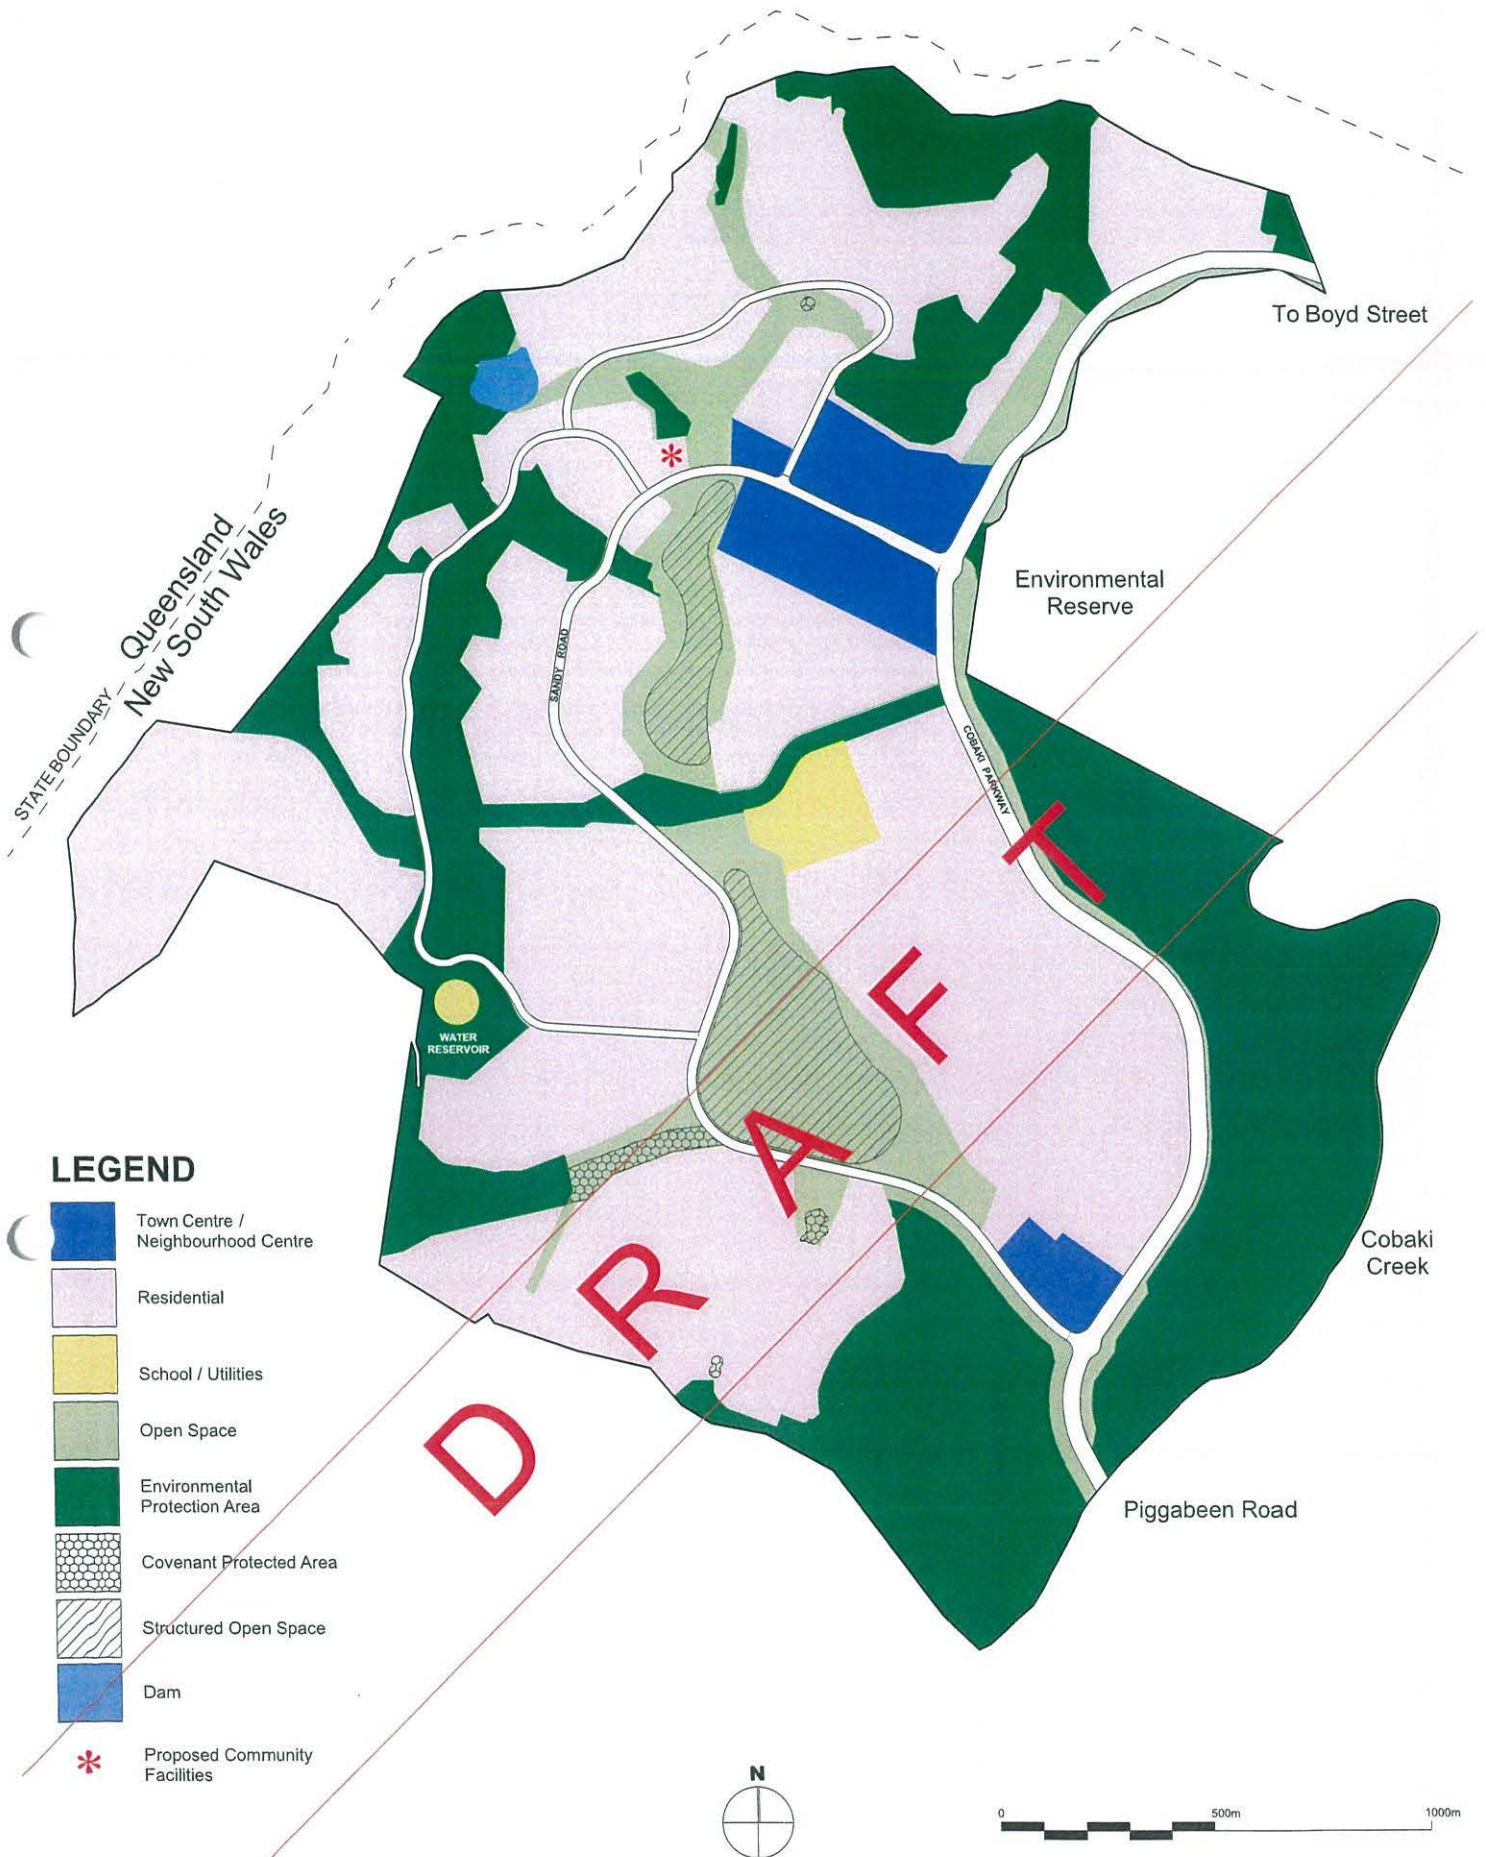 To Boyd Street
Environmental
Reserve
Queensland
New South Wales
STATE BOUNDARY
SANDY ROAD
COBAKI PARKWAY
WATER
RESERVOIR
DRAFT
Cobaki
Creek
Piggabeen Road
LEGEND
Town Centre /
Neighbourhood Centre
Residential
School / Utilities
Open Space
Environmental
Protection Area
Covenant Protected Area
Structured Open Space
Dam
Proposed Community
Facilities
N
0 500m 1000m